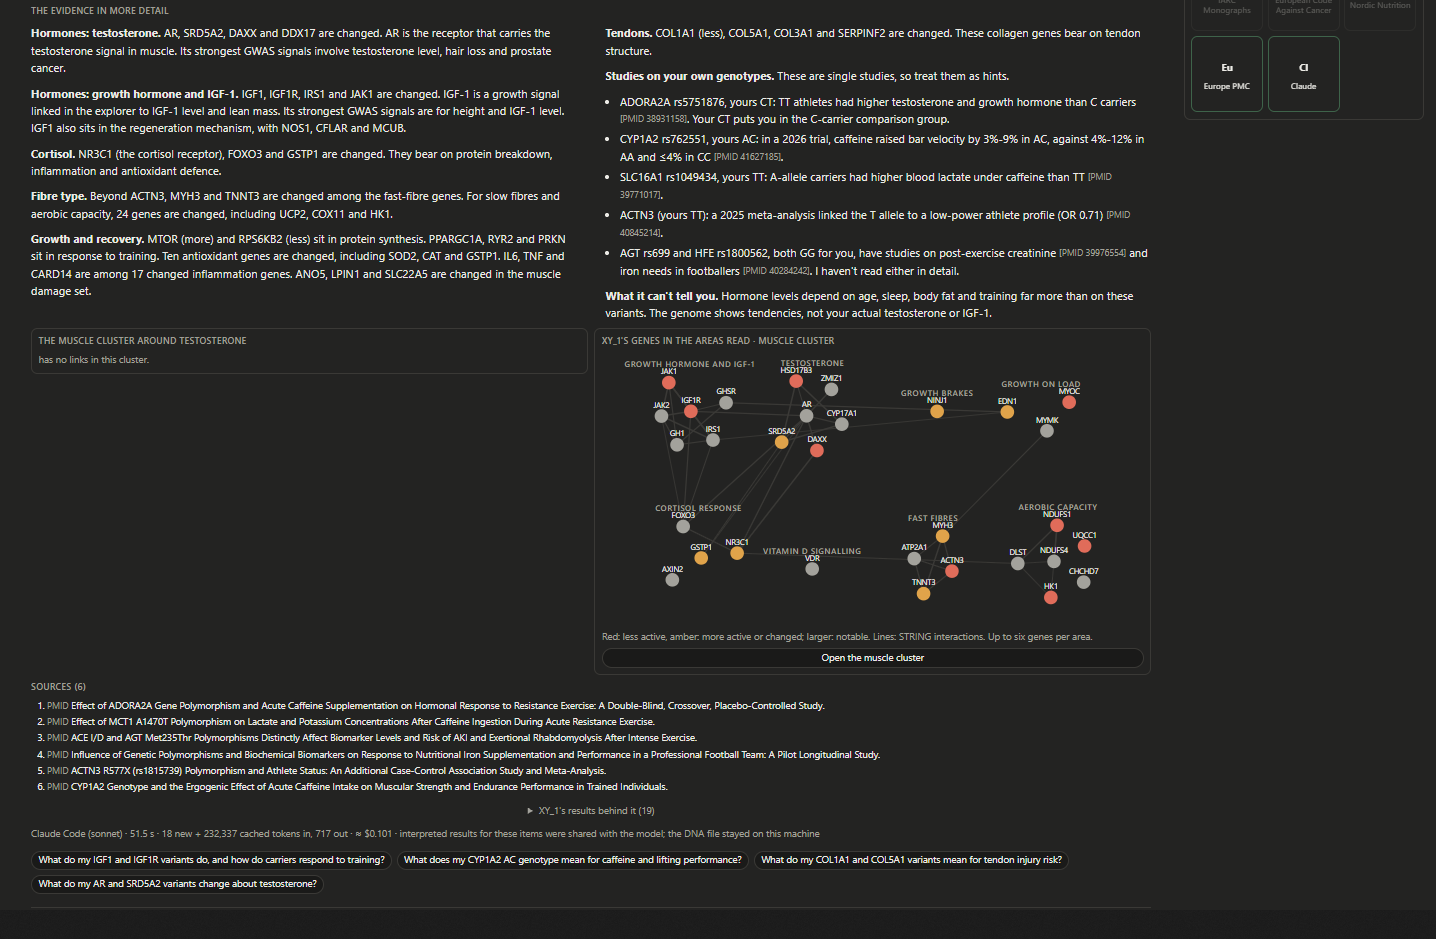 THE EVIDENCE IN MORE DETAIL
Hormones: testosterone. AR, SRD5A2, DAXX and DDX17 are changed. AR is the receptor that carries the
testosterone signal in muscle. Its strongest GWAS signals involve testosterone level, hair loss and prostate
cancer.
Hormones: growth hormone and IGF-1. IGF1, IGF1R, IRS1 and JAK1 are changed. IGF-1 is a growth signal
linked in the explorer to IGF-1 level and lean mass. Its strongest GWAS signals are for height and IGF-1 level.
IGF1 also sits in the regeneration mechanism, with NOS1, CFLAR and MCUB.
Cortisol. NR3C1 (the cortisol receptor), FOXO3 and GSTP1 are changed. They bear on protein breakdown,
inflammation and antioxidant defence.
Fibre type. Beyond ACTN3, MYH3 and TNNT3 are changed among the fast-fibre genes. For slow fibres and
aerobic capacity, 24 genes are changed, including UCP2, COX11 and HK1.
Growth and recovery. MTOR (more) and RPS6KB2 (less) sit in protein synthesis. PPARGC1A, RYR2 and PRKN
sit in response to training. Ten antioxidant genes are changed, including SOD2, CAT and GSTP1. IL6, TNF and
CARD14 are among 17 changed inflammation genes. ANO5, LPIN1 and SLC22A5 are changed in the muscle
damage set.
Tendons. COL1A1 (less), COL5A1, COL3A1 and SERPINF2 are changed. These collagen genes bear on tendon
structure.
Studies on your own genotypes. These are single studies, so treat them as hints.
• ADORA2A rs5751876, yours CT: TT athletes had higher testosterone and growth hormone than C carriers
[PMID 38931158]. Your CT puts you in the C-carrier comparison group.
• CYP1A2 rs762551, yours AC: in a 2026 trial, caffeine raised bar velocity by 3%-9% in AC, against 4%-12% in
AA and ≤4% in CC [PMID 41627185].
• SLC16A1 rs1049434, yours TT: A-allele carriers had higher blood lactate under caffeine than TT [PMID
39771017].
• ACTN3 (yours TT): a 2025 meta-analysis linked the T allele to a low-power athlete profile (OR 0.71) [PMID
40845214].
• AGT rs699 and HFE rs1800562, both GG for you, have studies on post-exercise creatinine [PMID 39976554] and
iron needs in footballers [PMID 40284242]. I haven't read either in detail.
What it can't tell you. Hormone levels depend on age, sleep, body fat and training far more than on these
variants. The genome shows tendencies, not your actual testosterone or IGF-1.
Monographs
European Code
Against Cancer
Nordic Nutrition
Eu
Europe PMC
Cl
Claude
THE MUSCLE CLUSTER AROUND TESTOSTERONE
has no links in this cluster.
XY_1'S GENES IN THE AREAS READ · MUSCLE CLUSTER
GROWTH HORMONE AND IGF-1
JAK1
GHSR
JAK2
IGF1R
GH1
IRS1
TESTOSTERONE
HSD17B3
ZMIZ1
AR
CYP17A1
SRD5A2
DAXX
GROWTH BRAKES
NINJ1
GROWTH ON LOAD
MYOC
EDN1
MYMK
CORTISOL RESPONSE
FOXO3
GSTP1
NR3C1
AXIN2
VITAMIN D SIGNALLING
VDR
FAST FIBRES
MYH3
ATP2A1
ACTN3
TNNT3
AEROBIC CAPACITY
NDUFS1
UQCC1
DLST
NDUFS4
CHCHD7
HK1
Red: less active, amber: more active or changed; larger: notable. Lines: STRING interactions. Up to six genes per area.
Open the muscle cluster
SOURCES (6)
1. PMID Effect of ADORA2A Gene Polymorphism and Acute Caffeine Supplementation on Hormonal Response to Resistance Exercise: A Double-Blind, Crossover, Placebo-Controlled Study.
2. PMID Effect of MCT1 A1470T Polymorphism on Lactate and Potassium Concentrations After Caffeine Ingestion During Acute Resistance Exercise.
3. PMID ACE I/D and AGT Met235Thr Polymorphisms Distinctly Affect Biomarker Levels and Risk of AKI and Exertional Rhabdomyolysis After Intense Exercise.
4. PMID Influence of Genetic Polymorphisms and Biochemical Biomarkers on Response to Nutritional Iron Supplementation and Performance in a Professional Football Team: A Pilot Longitudinal Study.
5. PMID ACTN3 R577X (rs1815739) Polymorphism and Athlete Status: An Additional Case-Control Association Study and Meta-Analysis.
6. PMID CYP1A2 Genotype and the Ergogenic Effect of Acute Caffeine Intake on Muscular Strength and Endurance Performance in Trained Individuals.
▶ XY_1's results behind it (19)
Claude Code (sonnet) · 51.5 s · 18 new + 232,337 cached tokens in, 717 out · ≈ $0.101 · interpreted results for these items were shared with the model; the DNA file stayed on this machine
What do my IGF1 and IGF1R variants do, and how do carriers respond to training?
What does my CYP1A2 AC genotype mean for caffeine and lifting performance?
What do my COL1A1 and COL5A1 variants mean for tendon injury risk?
What do my AR and SRD5A2 variants change about testosterone?